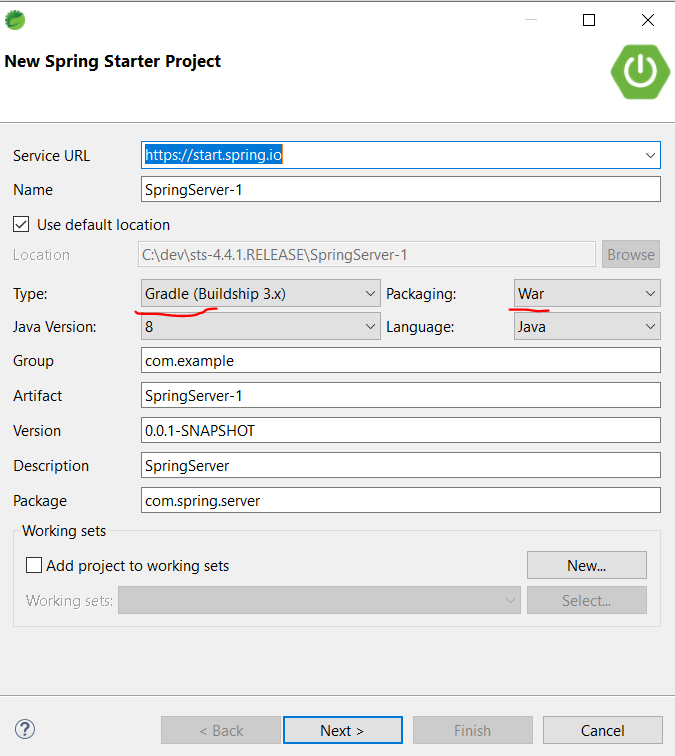 New Spring Starter Project
Service URL https://start.spring.io
Name SpringServer-1
Use default location
Location C:\dev\sts-4.4.1.RELEASE\SpringServer-1 Browse
Type: Gradle (Buildship 3.x) Packaging: War
Java Version: 8 Language: Java
Group com.example
Artifact SpringServer-1
Version 0.0.1-SNAPSHOT
Description SpringServer
Package com.spring.server
Working sets
Add project to working sets New...
Working sets: Select...
? < Back Next > Finish Cancel